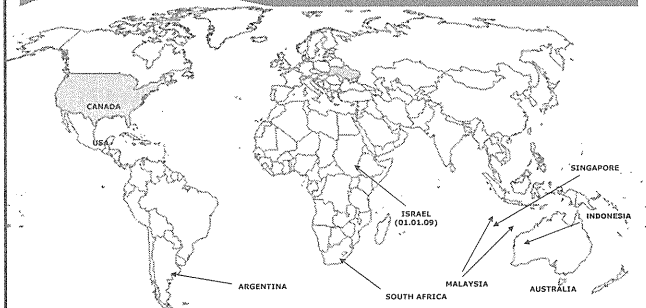 CANADA
USA
SINGAPORE
ISRAEL
(01.01.09)
INDONESIA
ARGENTINA
SOUTH AFRICA
MALAYSIA
AUSTRALIA